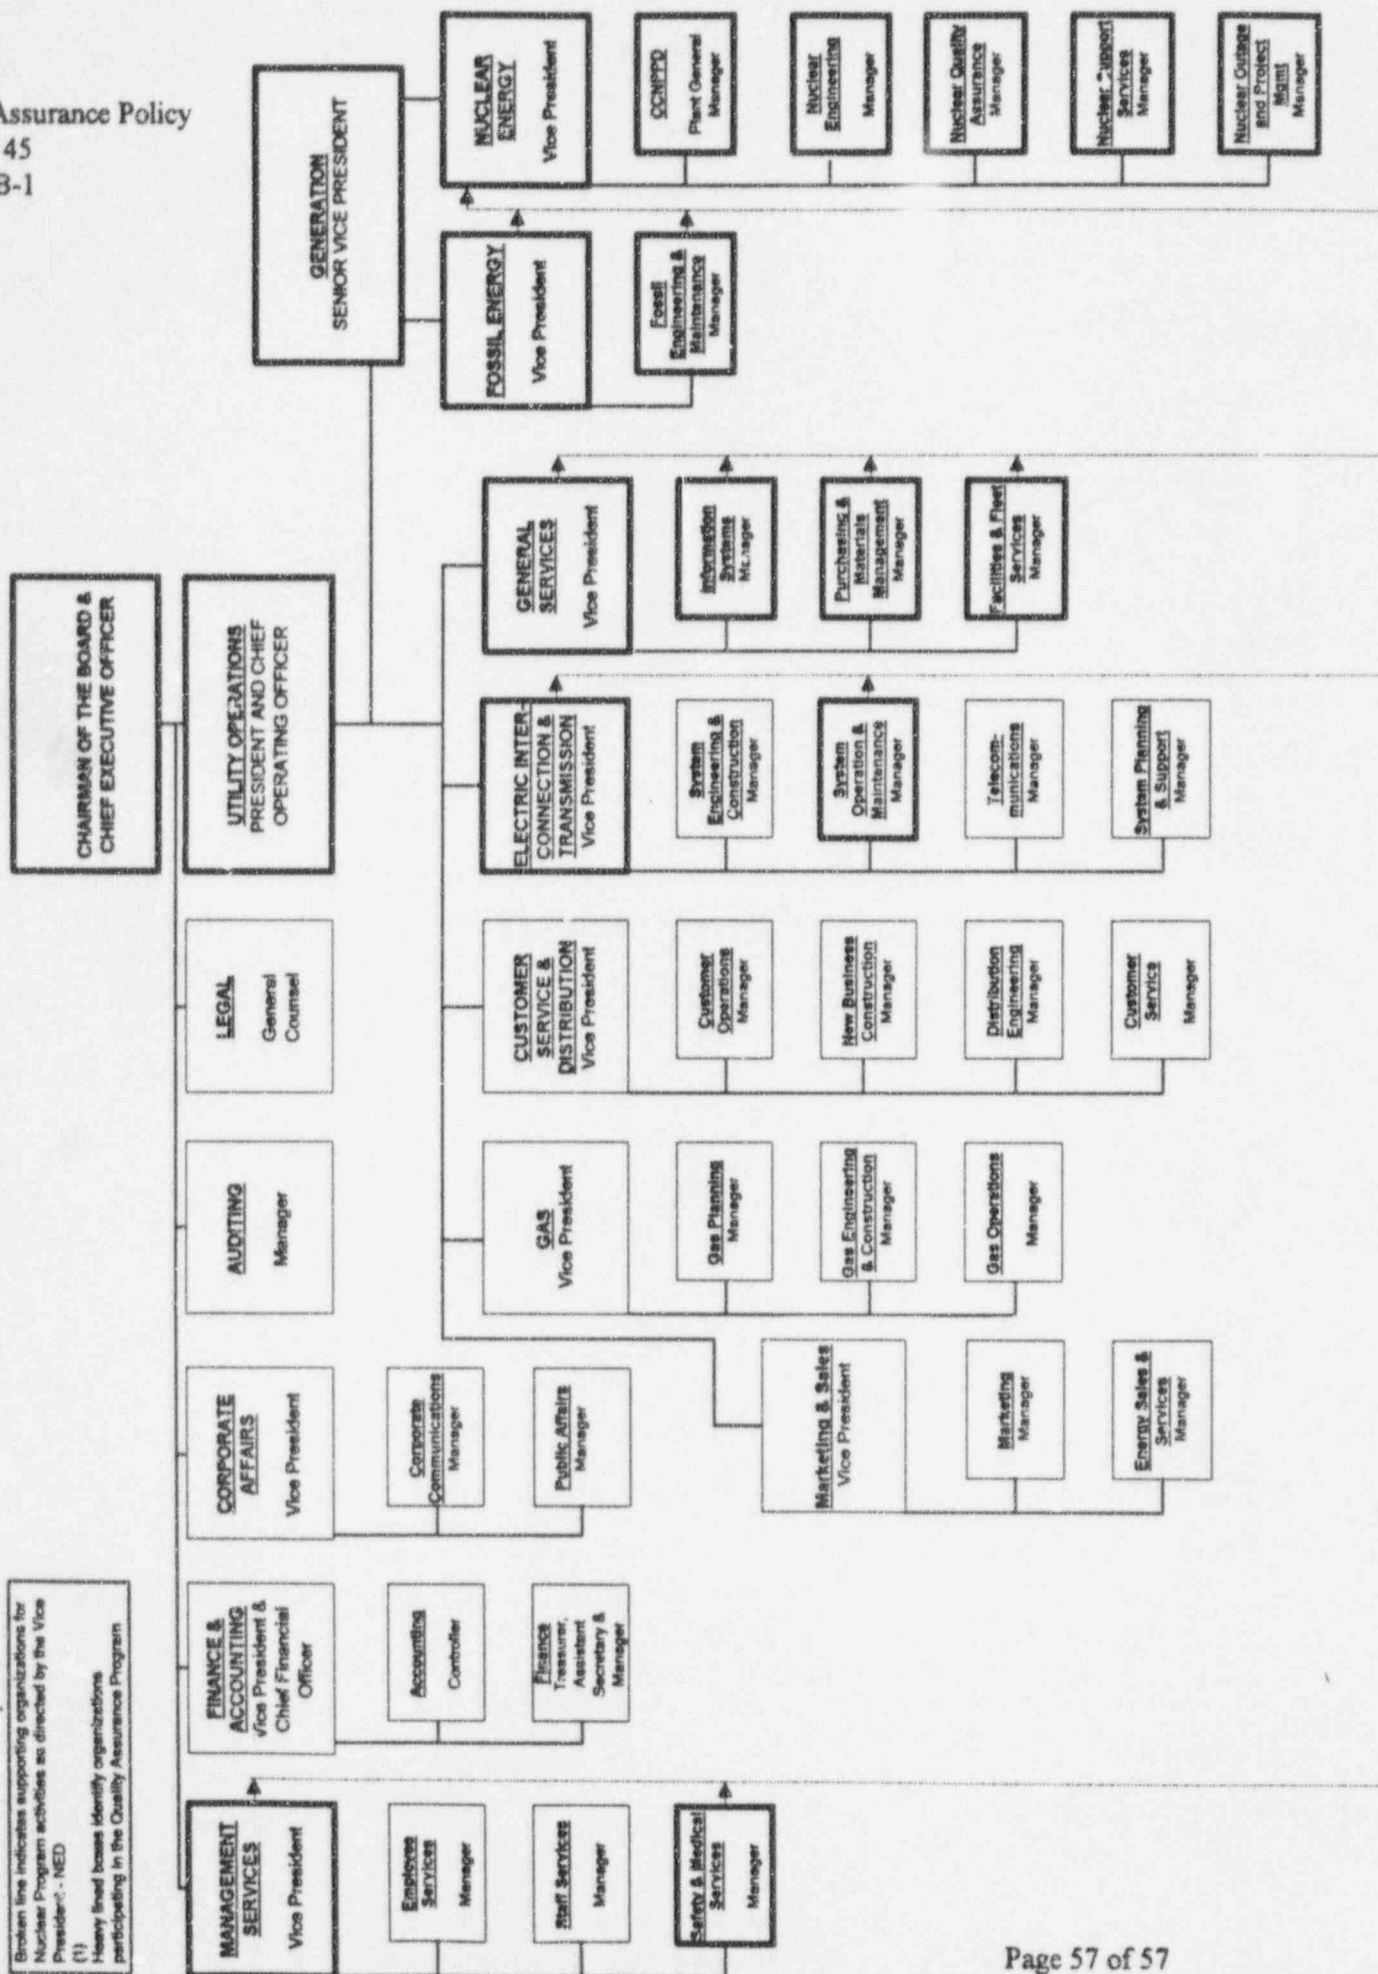 Assurance Policy
45
B-1
Broken line indicates supporting organizations for
Nuclear Program activities as directed by the Vice
President - NED
(1)
Heavy lined boxes identify organizations
participating in the Quality Assurance Program
CHAIRMAN OF THE BOARD &
CHIEF EXECUTIVE OFFICER
MANAGEMENT
SERVICES
Vice President
FINANCE &
ACCOUNTING
Vice President &
Chief Financial
Officer
CORPORATE
AFFAIRS
Vice President
AUDITING
Manager
LEGAL
General
Counsel
UTILITY OPERATIONS
PRESIDENT AND CHIEF
OPERATING OFFICER
GENERATION
SENIOR VICE PRESIDENT
Employee
Services
Manager
Staff Services
Manager
Safety & Medical
Services
Manager
Accounting
Controller
Finance
Treasurer,
Assistant
Secretary &
Manager
Corporate
Communications
Manager
Public Affairs
Manager
Marketing & Sales
Vice President
Marketing
Manager
Energy Sales &
Services
Manager
GAS
Vice President
Gas Planning
Manager
Gas Engineering
& Construction
Manager
Gas Operations
Manager
CUSTOMER
SERVICE &
DISTRIBUTION
Vice President
Customer
Operations
Manager
New Business
Construction
Manager
Distribution
Engineering
Manager
Customer
Service
Manager
ELECTRIC INTER-
CONNECTION &
TRANSMISSION
Vice President
System
Engineering &
Construction
Manager
System
Operation &
Maintenance
Manager
Telecom-
munications
Manager
System Planning
& Support
Manager
GENERAL
SERVICES
Vice President
Information
Systems
Manager
Purchasing &
Materials
Management
Manager
Facilities & Fleet
Services
Manager
FOSSIL ENERGY
Vice President
Fossil
Engineering &
Maintenance
Manager
NUCLEAR
ENERGY
Vice President
CCNPPD
Plant General
Manager
Nuclear
Engineering
Manager
Nuclear Quality
Assurance
Manager
Nuclear Support
Services
Manager
Nuclear Outage
and Project
Mgmt
Manager
Page 57 of 57